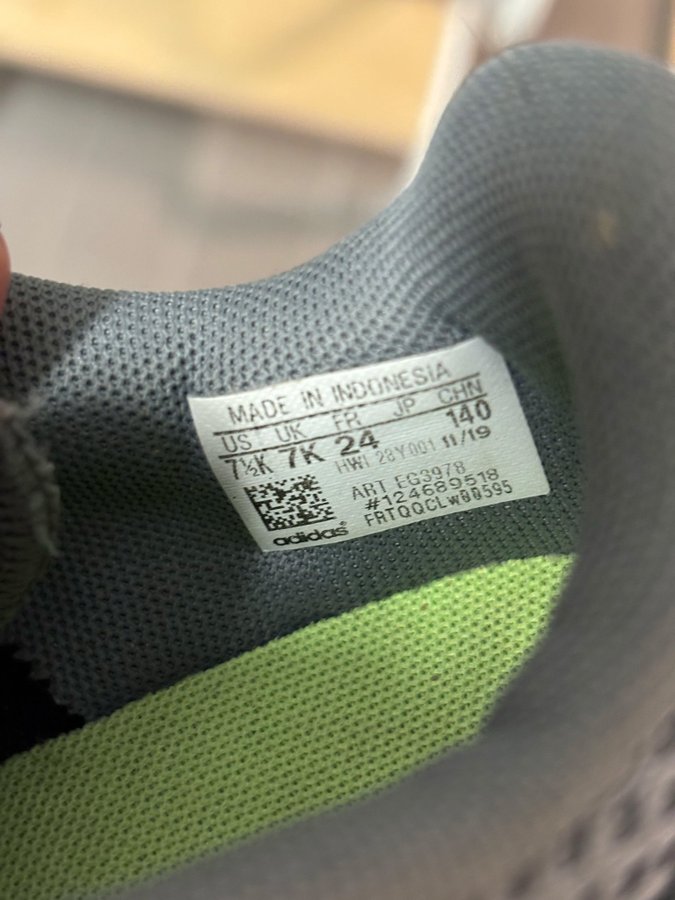 MADE IN INDONESIA
US UK FR JP CHN
7½K 7K 24 140
HWI 28Y001 11/19
ART EG3978
#124689518
FRTQQCLW00595
adidas®